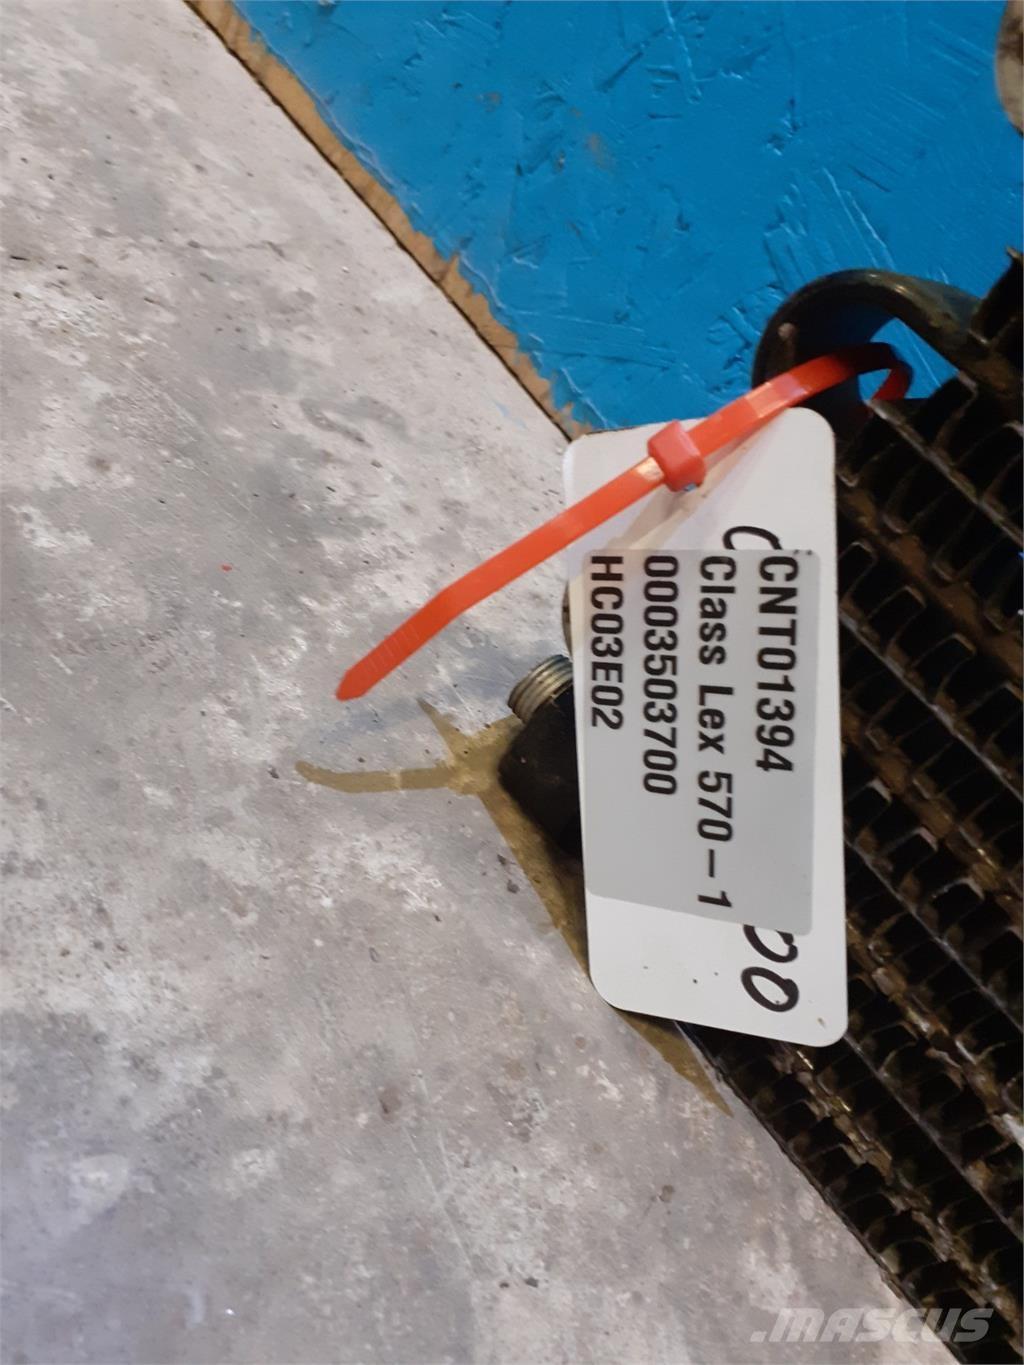 CNT01394
Class Lex 570-1
0003503700
HC03E02
.MASCUS